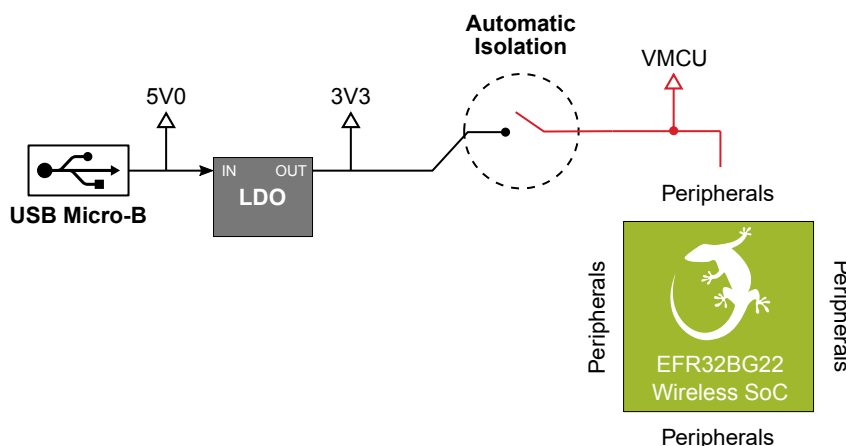 Automatic
Isolation
VMCU
5V0
3V3
IN
OUT
LDO
USB Micro-B
Peripherals
Peripherals
Peripherals
EFR32BG22
Wireless SoC
Peripherals